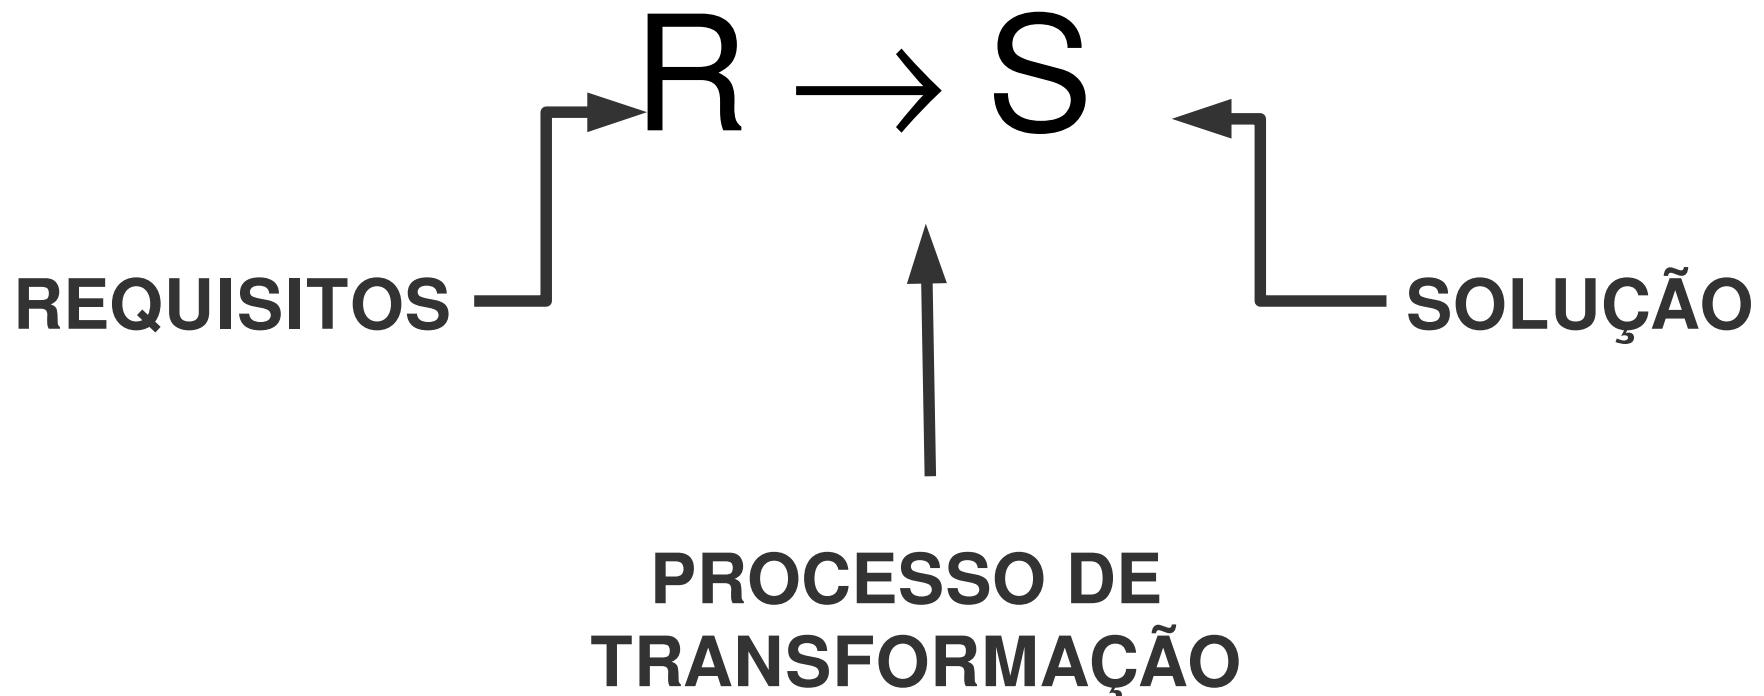 R → S
REQUISITOS
SOLUÇÃO
PROCESSO DE
TRANSFORMAÇÃO